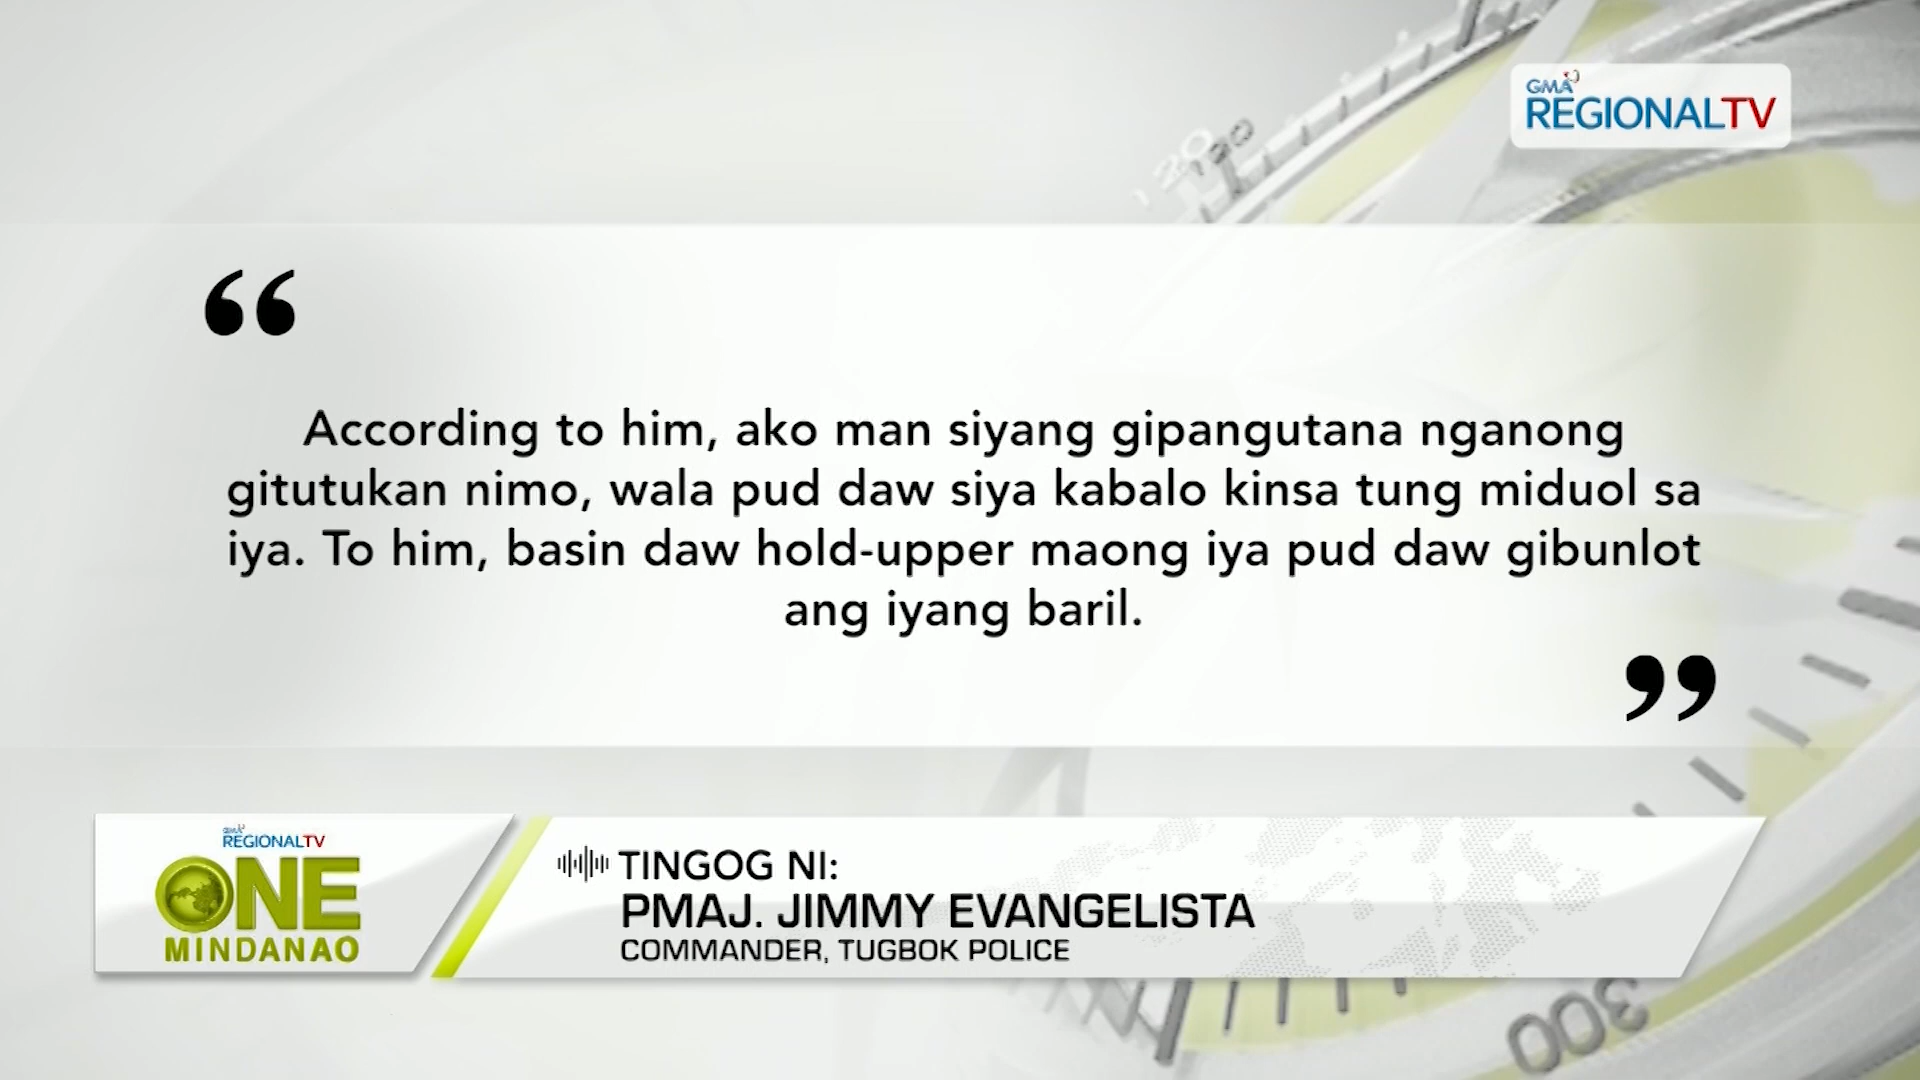 GMA
REGIONALTV
120
“
According to him, ako man siyang gipangutana nganong
gitutukan nimo, wala pud daw siya kabalo kinsa tung miduol sa
iya. To him, basin daw hold-upper maong iya pud daw gibunlot
ang iyang baril.
”
GMA
REGIONALTV
ONE
MINDANAO
TINGOG NI:
PMAJ. JIMMY EVANGELISTA
COMMANDER, TUGBOK POLICE
300